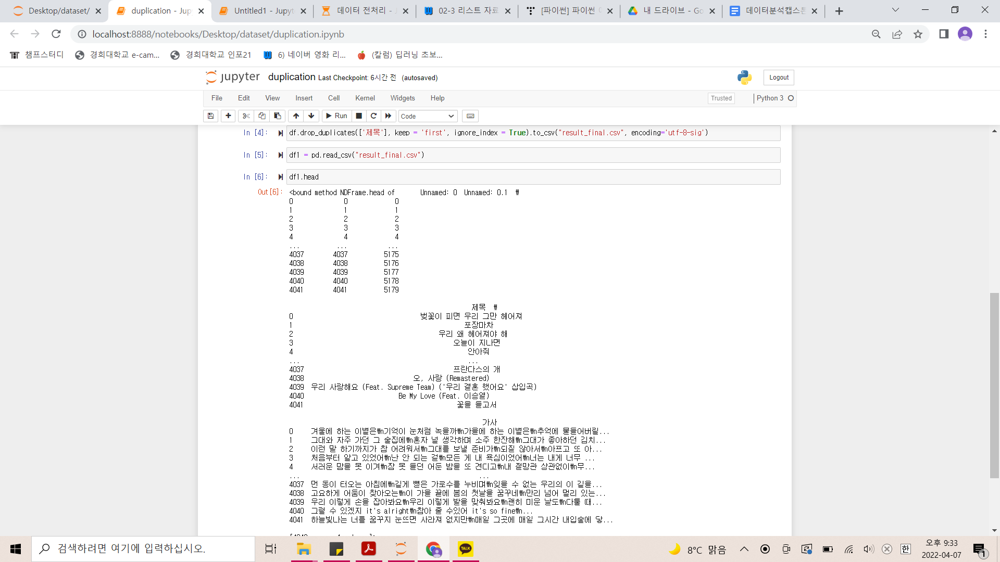 Desktop/dataset/
duplication - Jup
Untitled1 - Jupyt
데이터 전처리 - J
02-3 리스트 자료
[파이썬] 파이썬
내 드라이브 - Go
데이터분석캡스톤
localhost:8888/notebooks/Desktop/dataset/duplication.ipynb
챔프스터디
경희대학교 e-cam...
경희대학교 인포21
6) 네이버 영화 리...
(칼럼) 딥러닝 초보...
jupyter duplication Last Checkpoint: 6시간 전 (autosaved)
Logout
File Edit View Insert Cell Kernel Widgets Help
Trusted
Python 3
Run
Code
In [4]: df.drop_duplicates(['제목'], keep = 'first', ignore_index = True).to_csv("result_final.csv", encoding='utf-8-sig')
In [5]: df1 = pd.read_csv("result_final.csv")
In [6]: df1.head
Out[6]: <bound method NDFrame.head of Unnamed: 0 Unnamed: 0.1 ₩
0 0 0
1 1 1
2 2 2
3 3 3
4 4 4
... ... ...
4037 4037 5175
4038 4038 5176
4039 4039 5177
4040 4040 5178
4041 4041 5179
제목 ₩
0 벚꽃이 피면 우리 그만 헤어져
1 포장마차
2 우리 왜 헤어져야 해
3 오늘이 지나면
4 안아줘
... ...
4037 프란다스의 개
4038 오, 사랑 (Remastered)
4039 우리 사랑해요 (Feat. Supreme Team) ('우리 결혼 했어요' 삽입곡)
4040 Be My Love (Feat. 이승열)
4041 꽃을 들고서
가사
0 겨울에 하는 이별은₩n기억이 눈처럼 녹을까₩n가을에 하는 이별은₩n추억에 물들어버릴...
1 그대와 자주 가던 그 술집에₩n혼자 널 생각하며 소주 한잔해₩n그대가 좋아하던 김치...
2 이런 말 하기까지가 참 어려워서₩n그대를 보낼 준비가₩n되질 않아서₩n아프고 또 아...
3 처음부터 알고 있었어₩n난 안 되는 걸₩n모든 게 내 욕심이었어₩n너는 내게 너무 ...
4 서러운 맘을 못 이겨₩n잠 못 들던 어둔 밤을 또 견디고₩n내 절망관 상관없이₩n무...
... ...
4037 먼 동이 터오는 아침에₩n길게 뻗은 가로수를 누비며₩n잊을 수 없는 우리의 이 길을...
4038 고요하게 어둠이 찾아오는₩n이 가을 끝에 봄의 첫날을 꿈꾸네₩n만리 넘어 멀리 있는...
4039 우리 이렇게 손을 잡아봐요₩n우리 이렇게 발을 맞춰봐요₩n괜히 미운 날도₩n다툴 때...
4040 그럴 수 있겠지 it's alright₩n참아 줄 수있어 it's so fine₩n...
4041 하늘빛나는 너를 꿈꾸지 눈뜨면 사라져 없지만₩n매일 그곳에 매일 그시간 내입술에 닿...
검색하려면 여기에 입력하십시오.
TALK
8°C 맑음
한
오후 9:33
2022-04-07
1